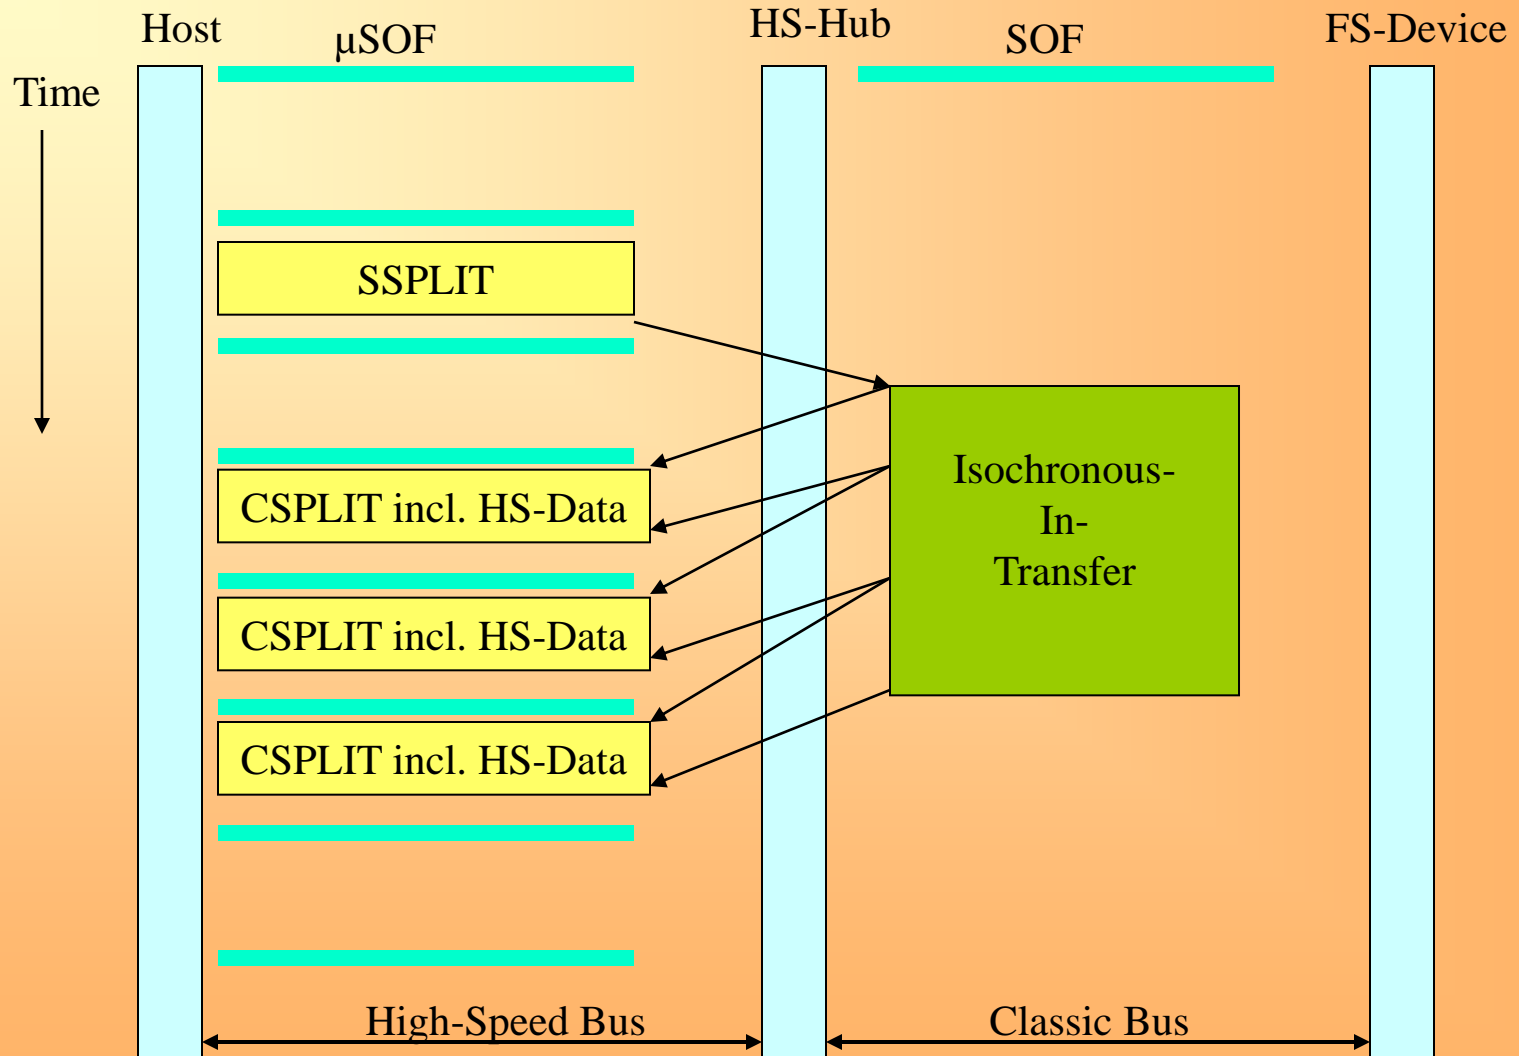 Host
μSOF
HS-Hub
SOF
FS-Device
Time
SSPLIT
CSPLIT incl. HS-Data
CSPLIT incl. HS-Data
CSPLIT incl. HS-Data
Isochronous-
In-
Transfer
High-Speed Bus
Classic Bus